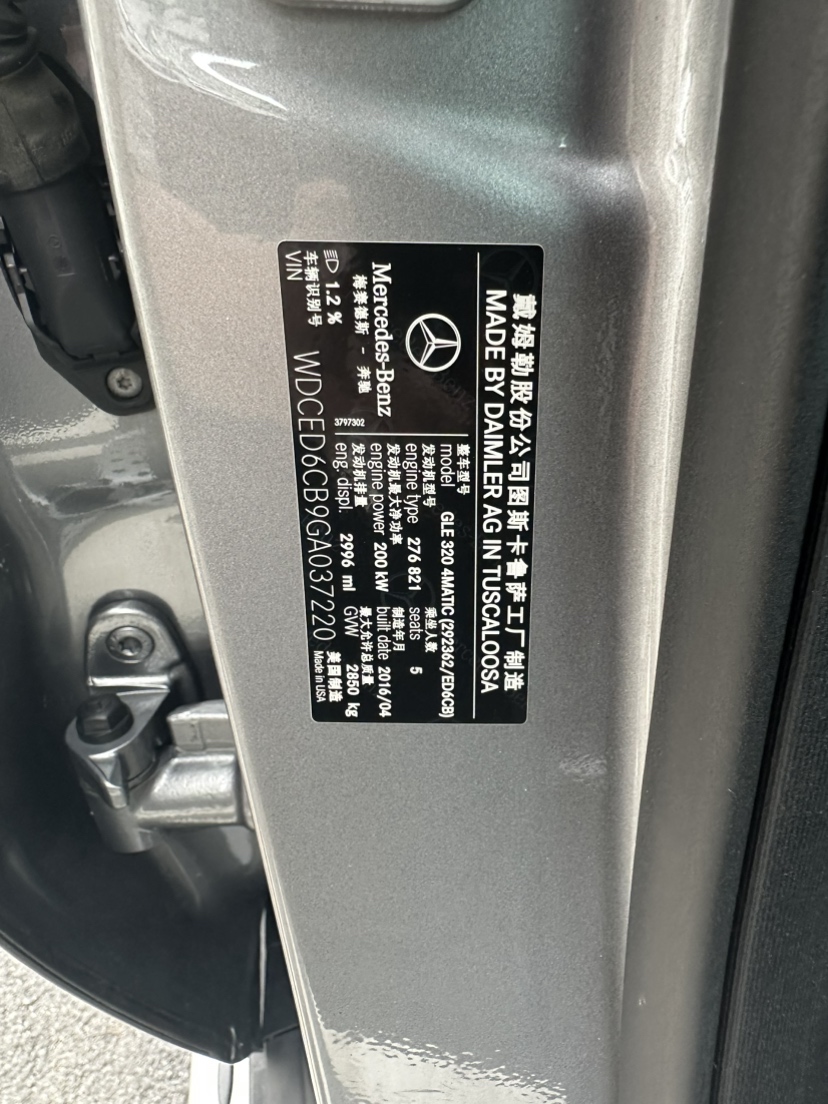 戴姆勒股份公司图斯卡鲁萨工厂制造
MADE BY DAIMLER AG IN TUSCALOOSA
Mercedes-Benz
梅赛德斯 - 奔驰
1.2 %
3797302
整车型号
model GLE 320 4MATIC (292362/ED6CB)
发动机型号 乘坐人数
engine type 276 821 seats 5
发动机最大净功率 制造年月
engine power 200 kW built date 2016/04
发动机排量 最大允许总质量
eng. displ. 2996 ml GVW 2850 kg
车辆识别号 美国制造
VIN WDCED6CB9GA037220 Made in USA